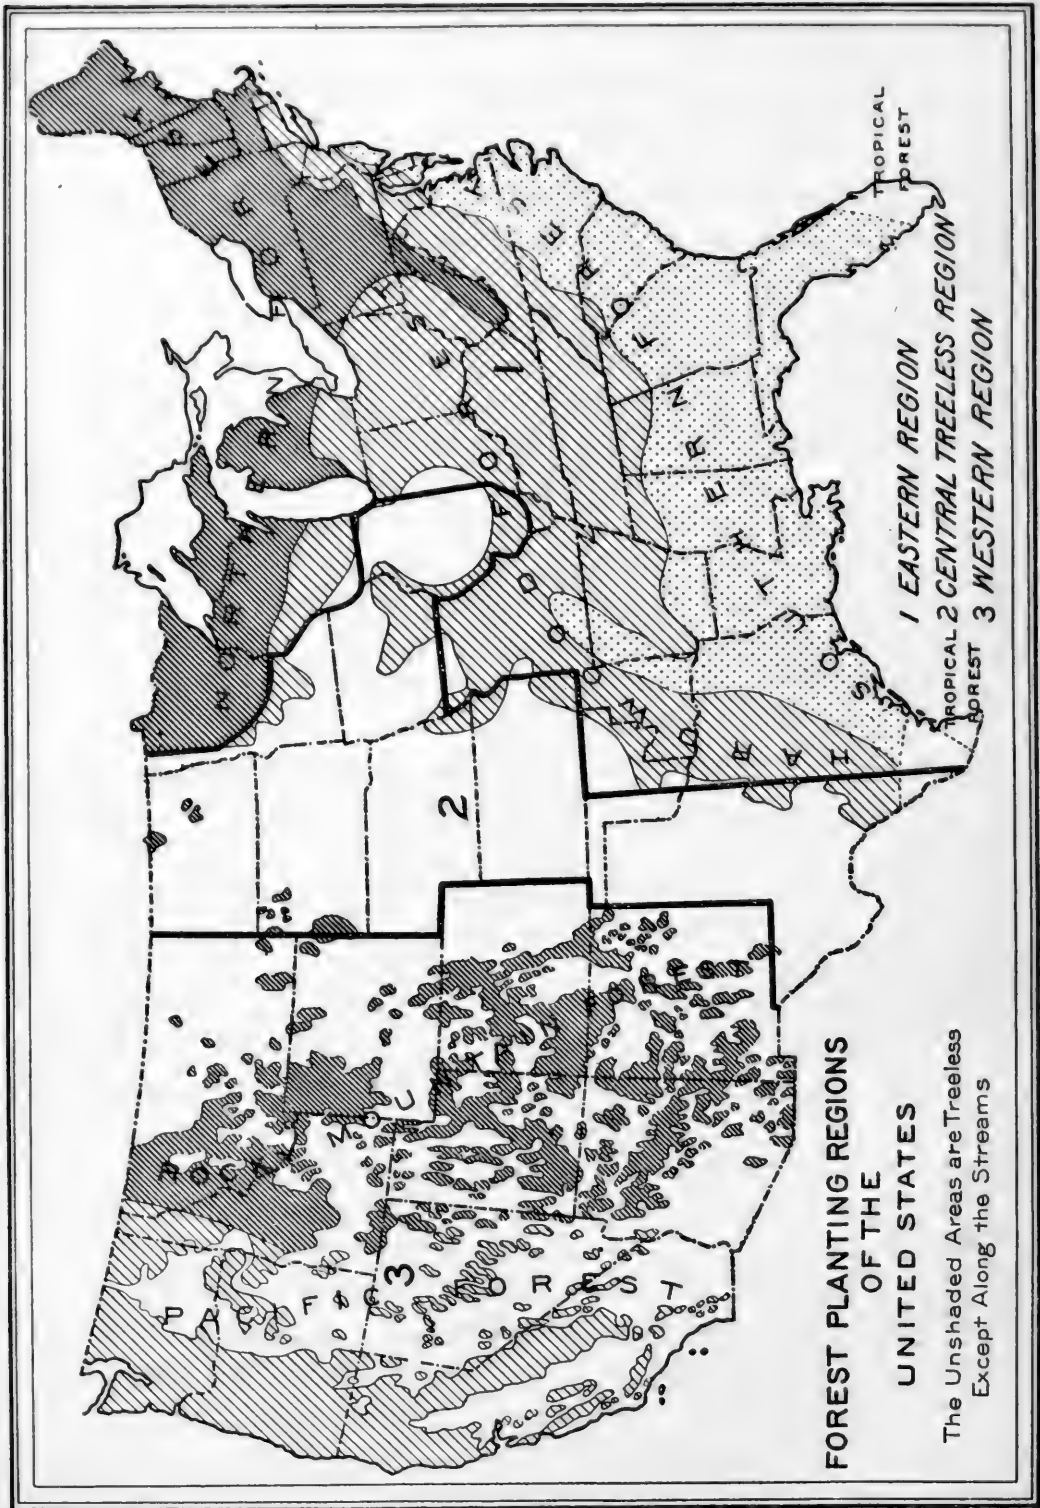 NORTHERN FOREST
HARDWOOD FOREST
SOUTHERN FOREST
ROCKY MOUNTAIN FOREST
PACIFIC FOREST
1
2
3
TROPICAL
FOREST
TROPICAL
FOREST
1 EASTERN REGION
2 CENTRAL TREELESS REGION
3 WESTERN REGION
FOREST PLANTING REGIONS
OF THE
UNITED STATES
The Unshaded Areas are Treeless
Except Along the Streams